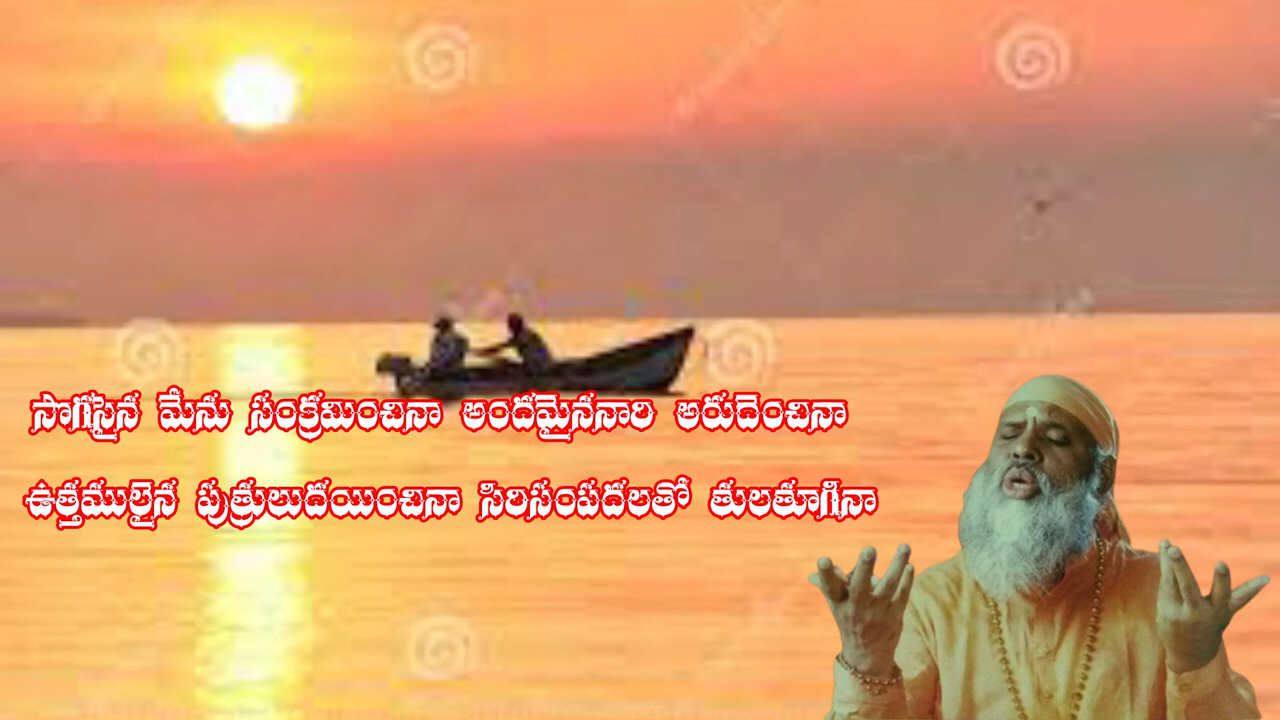 సొగసైన మేను సంక్రమించినా అందమైననారి అరుదెంచినా
ఉత్తములైన పుత్రులుదయించినా సిరిసంపదలతో తులతూగినా